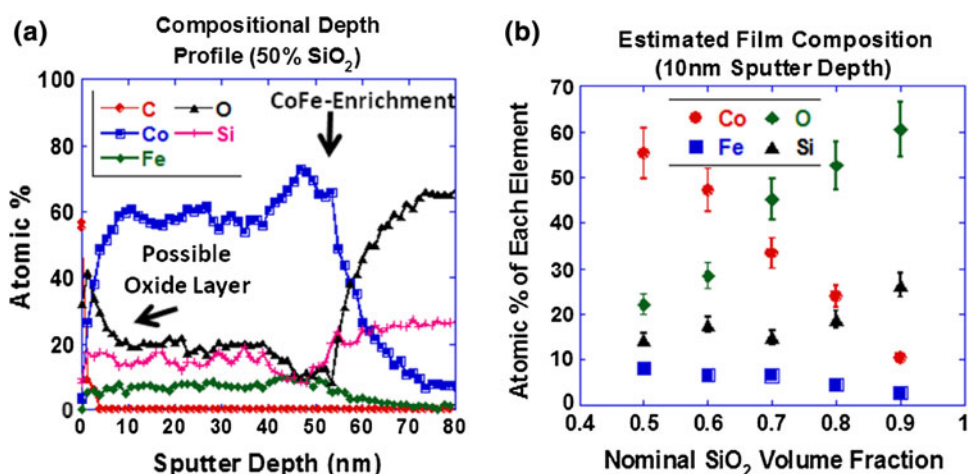 (a)
Compositional Depth
Profile (50% SiO₂)
CoFe-Enrichment
C
O
Co
Si
Fe
Possible
Oxide Layer
Atomic %
100
80
60
40
20
0
0 10 20 30 40 50 60 70 80
Sputter Depth (nm)
(b)
Estimated Film Composition
(10nm Sputter Depth)
Co
O
Fe
Si
Atomic % of Each Element
70
60
50
40
30
20
10
0
0.4 0.5 0.6 0.7 0.8 0.9 1
Nominal SiO₂ Volume Fraction